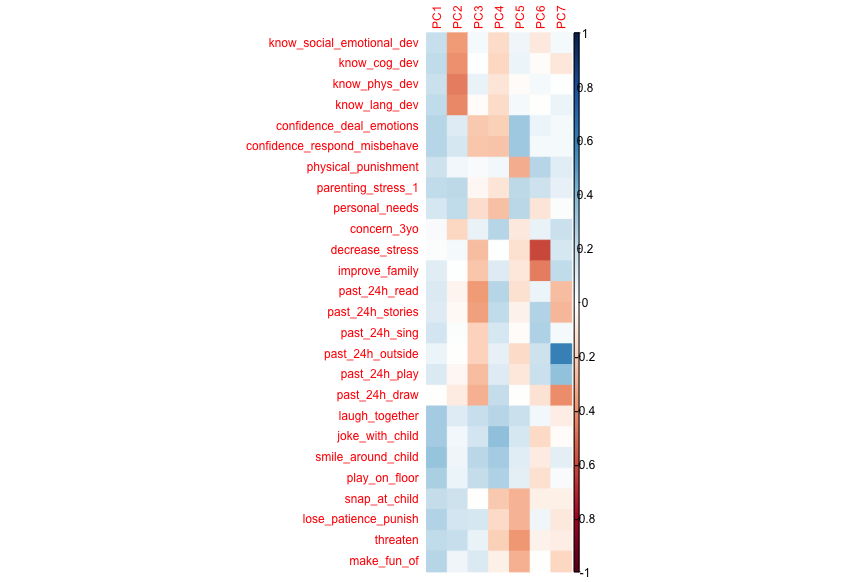 PC1 PC2 PC3 PC4 PC5 PC6 PC7
know_social_emotional_dev
know_cog_dev
know_phys_dev
know_lang_dev
confidence_deal_emotions
confidence_respond_misbehave
physical_punishment
parenting_stress_1
personal_needs
concern_3yo
decrease_stress
improve_family
past_24h_read
past_24h_stories
past_24h_sing
past_24h_outside
past_24h_play
past_24h_draw
laugh_together
joke_with_child
smile_around_child
play_on_floor
snap_at_child
lose_patience_punish
threaten
make_fun_of
1
0.8
0.6
0.4
0.2
0
-0.2
-0.4
-0.6
-0.8
-1